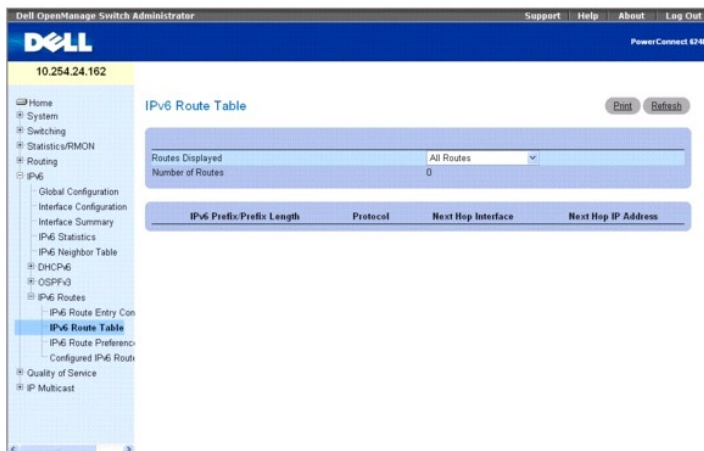 Dell OpenManage Switch Administrator
Support Help About Log Out
DELL
PowerConnect 6248
10.254.24.162
Home
System
Switching
Statistics/RMON
Routing
IPv6
Global Configuration
Interface Configuration
Interface Summary
IPv6 Statistics
IPv6 Neighbor Table
DHCPv6
OSPFv3
IPv6 Routes
IPv6 Route Entry Con
IPv6 Route Table
IPv6 Route Preferenc
Configured IPv6 Route
Quality of Service
IP Multicast
IPv6 Route Table
Print Refresh
Routes Displayed All Routes
Number of Routes 0
IPv6 Prefix/Prefix Length Protocol Next Hop Interface Next Hop IP Address